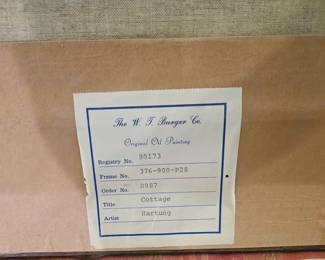 The W. T. Burger Co.
Original Oil Painting
Registry No. 95173
Frame No. 376-900-P28
Order No. 8987
Title Cottage
Artist Hartung